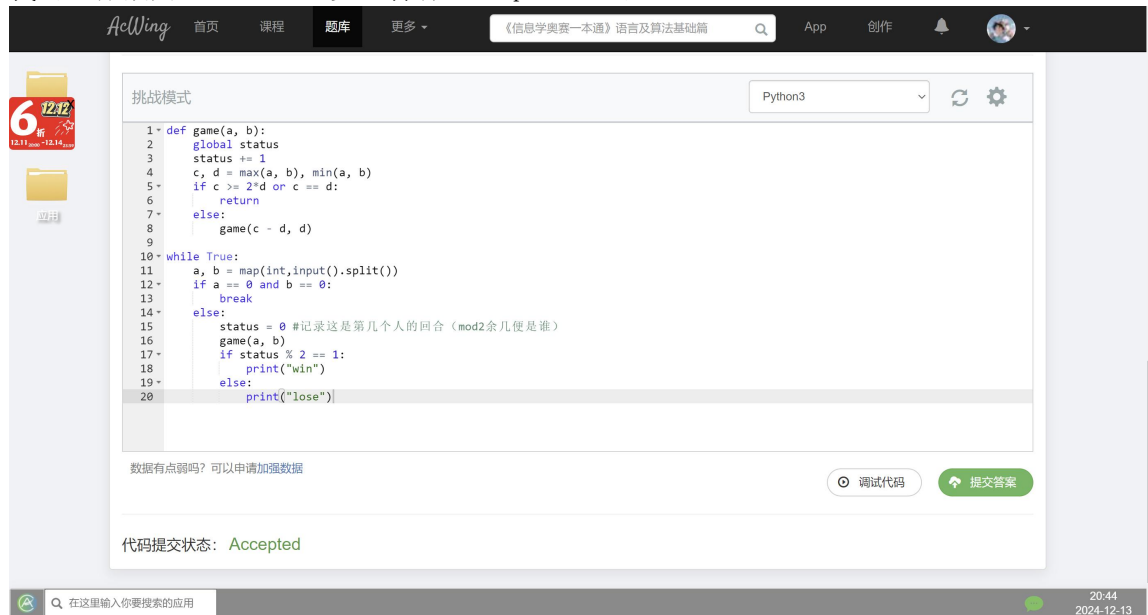 AcWing 首页 课程 题库 更多 《信息学奥赛一本通》语言及算法基础篇 App 创作
12.12
6折
12.11 20:00 -12.14
应用
挑战模式 Python3
1 def game(a, b):
2 global status
3 status += 1
4 c, d = max(a, b), min(a, b)
5 if c >= 2*d or c == d:
6 return
7 else:
8 game(c - d, d)
9
10 while True:
11 a, b = map(int,input().split())
12 if a == 0 and b == 0:
13 break
14 else:
15 status = 0 #记录这是第几个人的回合（mod2余几便是谁）
16 game(a, b)
17 if status % 2 == 1:
18 print("win")
19 else:
20 print("lose")
数据有点弱吗？可以申请加强数据
调试代码 提交答案
代码提交状态： Accepted
在这里输入你要搜索的应用
20:44
2024-12-13